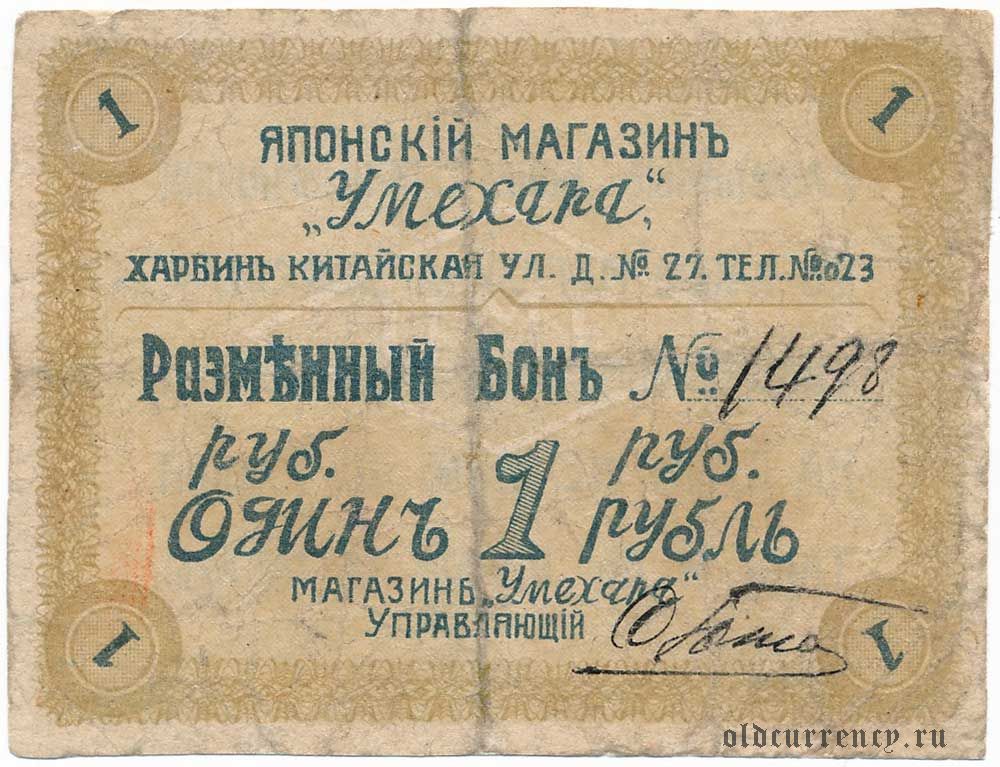 1 1
ЯПОНСКІЙ МАГАЗИНЪ
„Умехара“,
ХАРБИНЪ КИТАЙСКАЯ УЛ. Д. № 27. ТЕЛ. № 823
Размѣнный Бонъ № 1498
руб. 1 руб.
Одинъ рубль
МАГАЗИНЪ „Умехара“
УПРАВЛЯЮЩІЙ
1 1
oldcurrency.ru